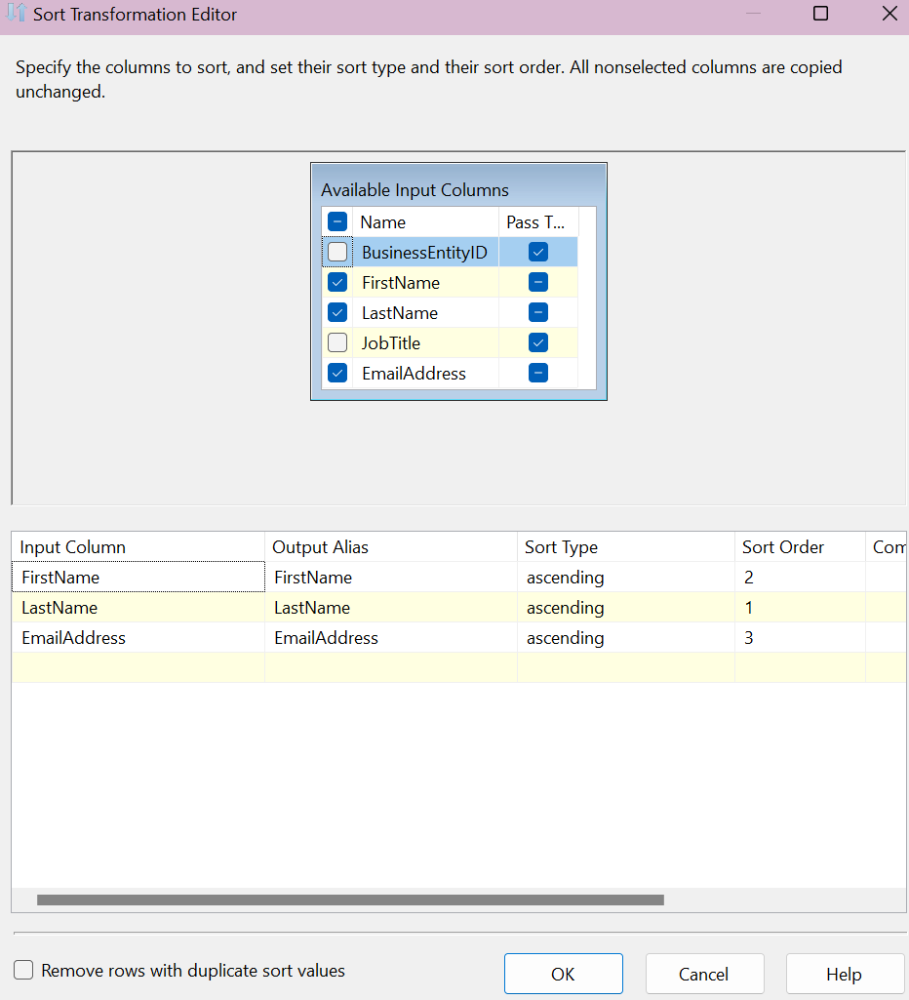 Sort Transformation Editor
Specify the columns to sort, and set their sort type and their sort order. All nonselected columns are copied
unchanged.
Available Input Columns
Name Pass T...
BusinessEntityID
FirstName
LastName
JobTitle
EmailAddress
Input Column Output Alias Sort Type Sort Order Com
FirstName FirstName ascending 2
LastName LastName ascending 1
EmailAddress EmailAddress ascending 3
Remove rows with duplicate sort values OK Cancel Help